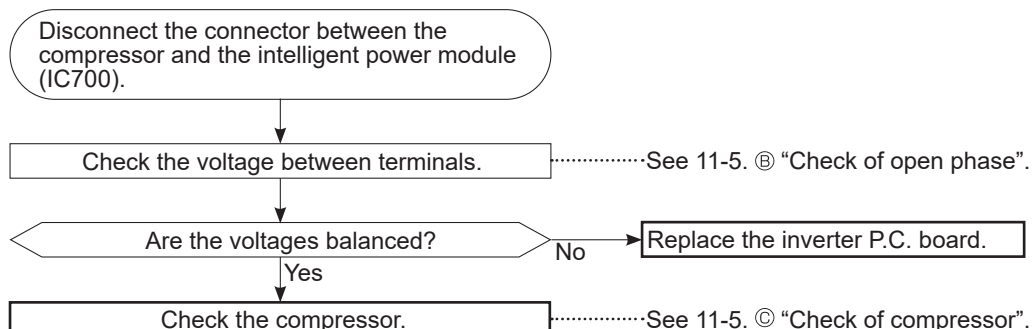 Disconnect the connector between the
compressor and the intelligent power module
(IC700).
Check the voltage between terminals.
See 11-5. Ⓑ “Check of open phase”.
Are the voltages balanced?
No
Replace the inverter P.C. board.
Yes
Check the compressor.
See 11-5. Ⓒ “Check of compressor”.